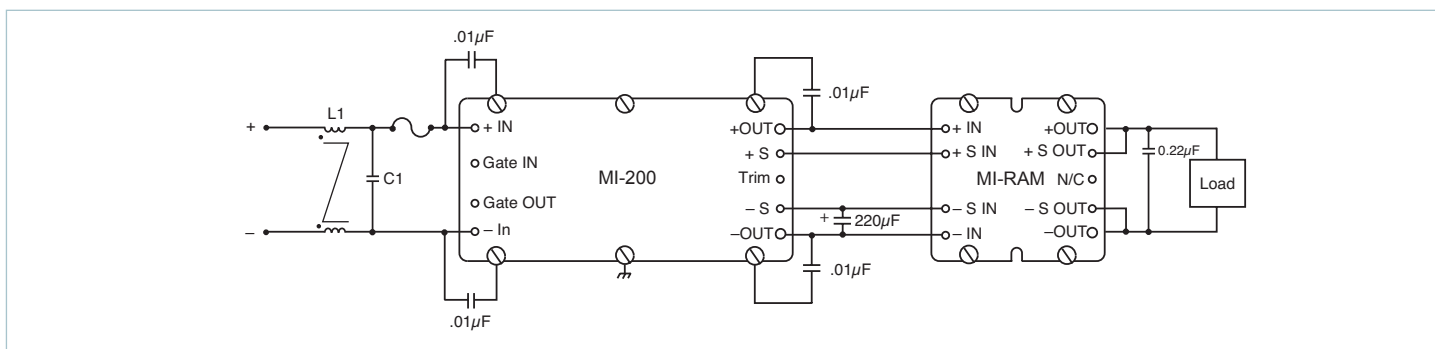 .01µF
L1
+
C1
–
.01µF
+ IN
Gate IN
Gate OUT
– In
MI-200
+OUT
+ S
Trim
– S
–OUT
.01µF
+
220µF
.01µF
+ IN
+ S IN
– S IN
– IN
MI-RAM
+OUT
+ S OUT
N/C
– S OUT
–OUT
0.22µF
Load